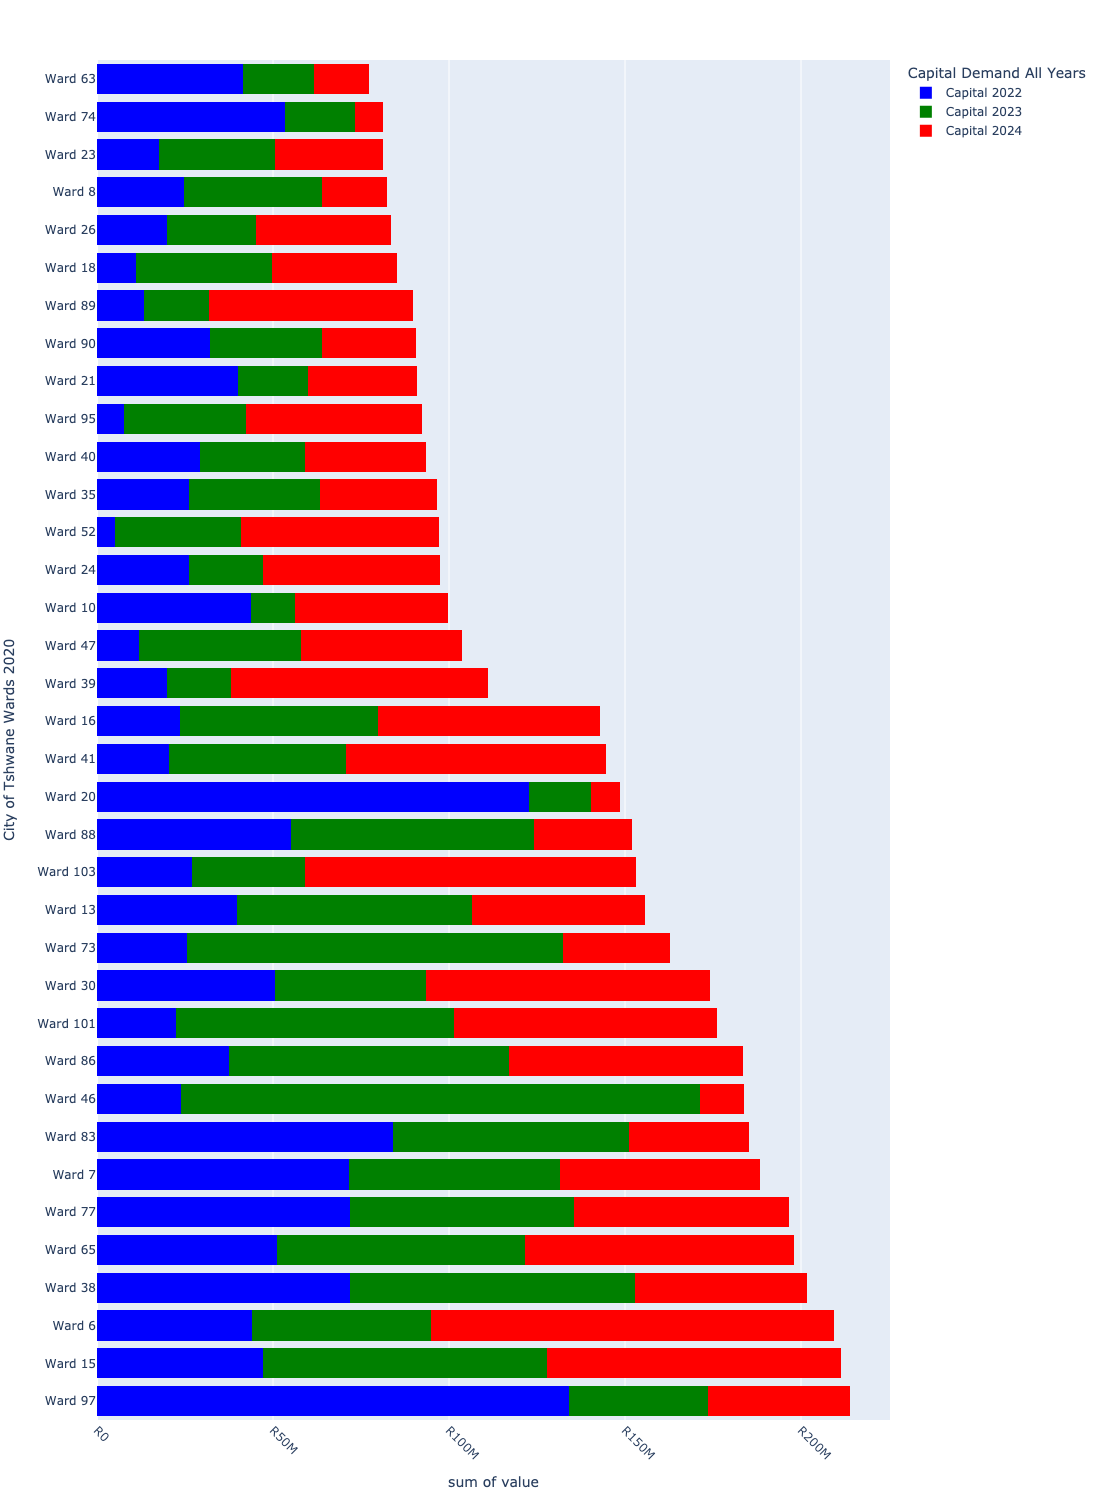 Capital Demand All Years
Capital 2022
Capital 2023
Capital 2024
City of Tshwane Wards 2020
Ward 63
Ward 74
Ward 23
Ward 8
Ward 26
Ward 18
Ward 89
Ward 90
Ward 21
Ward 95
Ward 40
Ward 35
Ward 52
Ward 24
Ward 10
Ward 47
Ward 39
Ward 16
Ward 41
Ward 20
Ward 88
Ward 103
Ward 13
Ward 73
Ward 30
Ward 101
Ward 86
Ward 46
Ward 83
Ward 7
Ward 77
Ward 65
Ward 38
Ward 6
Ward 15
Ward 97
R0
R50M
R100M
R150M
R200M
sum of value